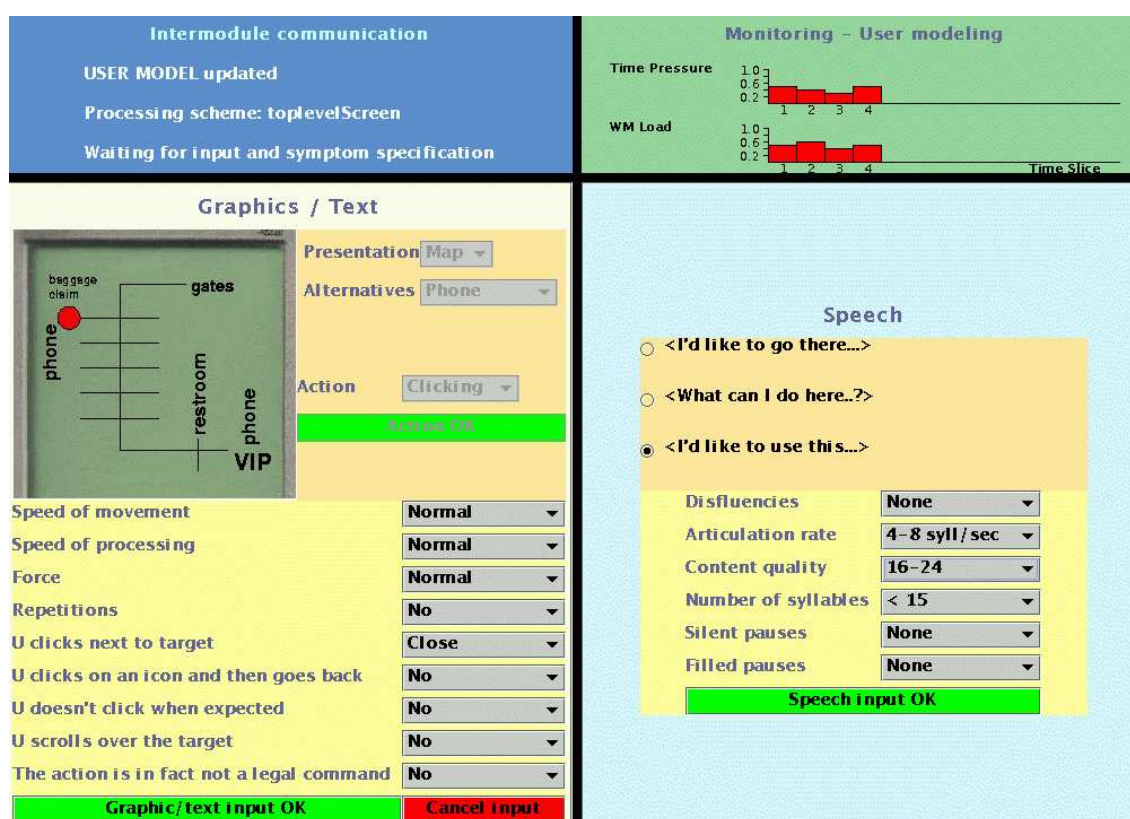 Intermodule communication
USER MODEL updated
Processing scheme: toplevelScreen
Waiting for input and symptom specification
Monitoring – User modeling
Time Pressure
1.0
0.6
0.2
1 2 3 4
WM Load
1.0
0.6
0.2
1 2 3 4
Time Slice
Graphics / Text
baggage
claim
gates
phone
restroom
phone
VIP
Presentation Map
Alternatives Phone
Action Clicking
Action OK
Speed of movement Normal
Speed of processing Normal
Force Normal
Repetitions No
U clicks next to target Close
U clicks on an icon and then goes back No
U doesn't click when expected No
U scrolls over the target No
The action is in fact not a legal command No
Graphic/text input OK Cancel input
Speech
<I'd like to go there...>
<What can I do here..?>
<I'd like to use this...>
Disfluencies None
Articulation rate 4–8 syll/sec
Content quality 16–24
Number of syllables < 15
Silent pauses None
Filled pauses None
Speech input OK